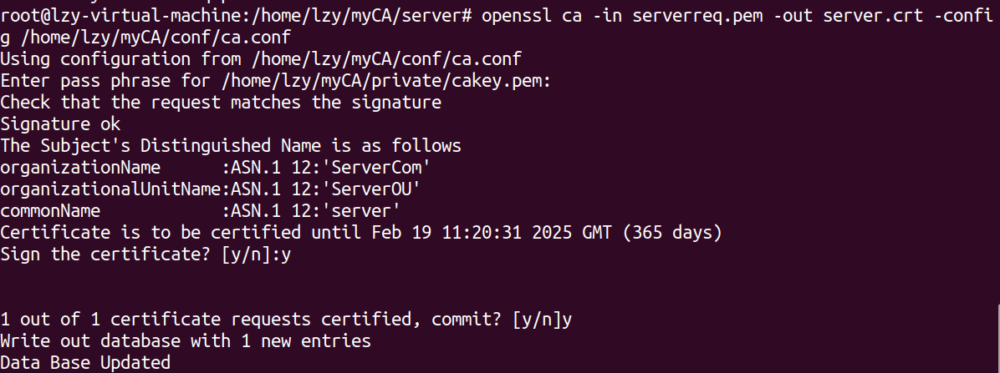 root@lzy-virtual-machine:/home/lzy/myCA/server# openssl ca -in serverreq.pem -out server.crt -confi
g /home/lzy/myCA/conf/ca.conf
Using configuration from /home/lzy/myCA/conf/ca.conf
Enter pass phrase for /home/lzy/myCA/private/cakey.pem:
Check that the request matches the signature
Signature ok
The Subject's Distinguished Name is as follows
organizationName      :ASN.1 12:'ServerCom'
organizationalUnitName:ASN.1 12:'ServerOU'
commonName            :ASN.1 12:'server'
Certificate is to be certified until Feb 19 11:20:31 2025 GMT (365 days)
Sign the certificate? [y/n]:y
1 out of 1 certificate requests certified, commit? [y/n]y
Write out database with 1 new entries
Data Base Updated